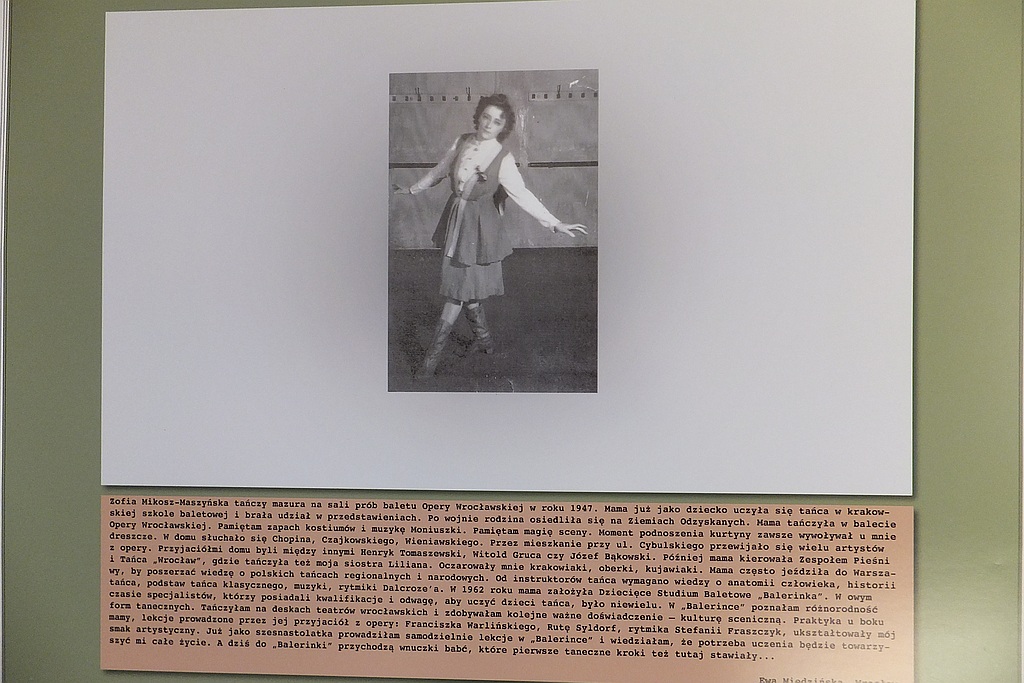 Zofia Mikosz-Maszyńska tańczy mazura na sali prób baletu Opery Wrocławskiej w roku 1947. Mama już jako dziecko uczyła się tańca w krakow-
skiej szkole baletowej i brała udział w przedstawieniach. Po wojnie rodzina osiedliła się na Ziemiach Odzyskanych. Mama tańczyła w balecie
Opery Wrocławskiej. Pamiętam zapach kostiumów i muzykę Moniuszki. Pamiętam magię sceny. Moment podnoszenia kurtyny zawsze wywoływał u mnie
dreszcze. W domu słuchało się Chopina, Czajkowskiego, Wieniawskiego. Przez mieszkanie przy ul. Cybulskiego przewijało się wielu artystów
z opery. Przyjaciółmi domu byli między innymi Henryk Tomaszewski, Witold Gruca czy Józef Bąkowski. Później mama kierowała Zespołem Pieśni
i Tańca „Wrocław", gdzie tańczyła też moja siostra Liliana. Oczarowały mnie krakowiaki, oberki, kujawiaki. Mama często jeździła do Warsza-
wy, by poszerzać wiedzę o polskich tańcach regionalnych i narodowych. Od instruktorów tańca wymagano wiedzy o anatomii człowieka, historii
tańca, podstaw tańca klasycznego, muzyki, rytmiki Dalcroze'a. W 1962 roku mama założyła Dziecięce Studium Baletowe „Balerinka". W owym
czasie specjalistów, którzy posiadali kwalifikacje i odwagę, aby uczyć dzieci tańca, było niewielu. W „Balerince" poznałam różnorodność
form tanecznych. Tańczyłam na deskach teatrów wrocławskich i zdobywałam kolejne ważne doświadczenie – kulturę sceniczną. Praktyka u boku
mamy, lekcje prowadzone przez jej przyjaciół z opery: Franciszka Warlińskiego, Rutę Syldorf, rytmika Stefanii Fraszczyk, ukształtowały mój
smak artystyczny. Już jako szesnastolatka prowadziłam samodzielnie lekcje w „Balerince" i wiedziałam, że potrzeba uczenia będzie towarzy-
szyć mi całe życie. A dziś do „Balerinki" przychodzą wnuczki babć, które pierwsze taneczne kroki też tutaj stawiały...
Ewa Miedzińska,